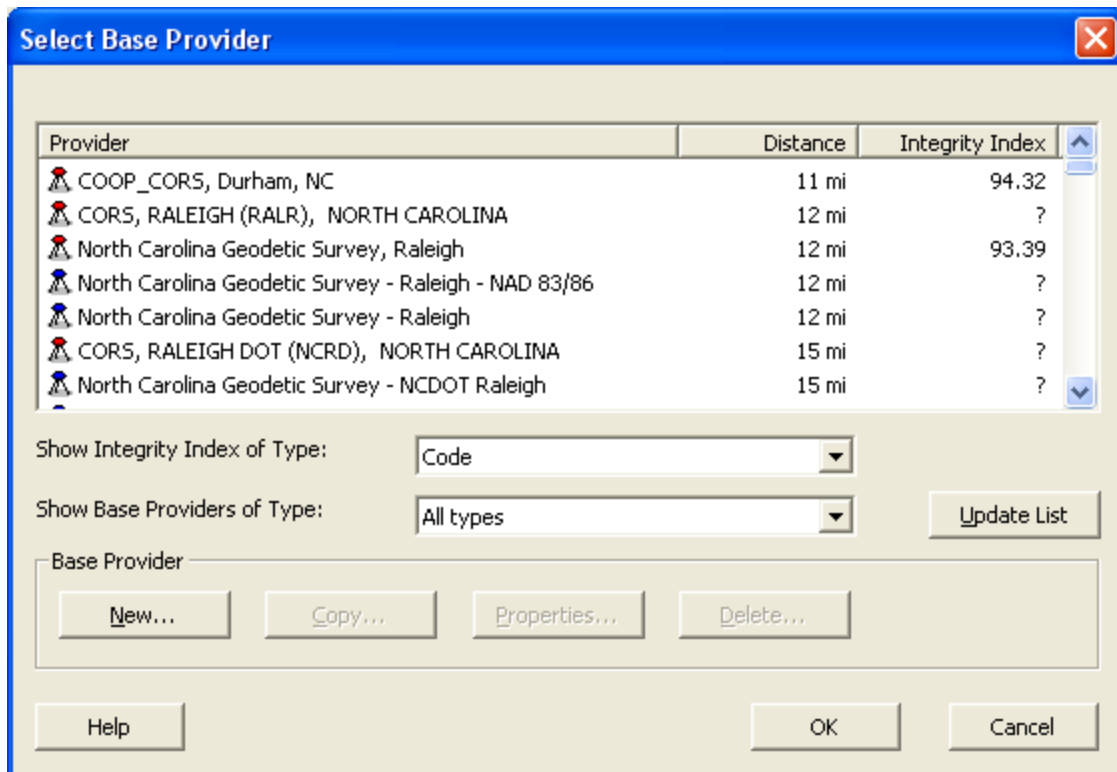 Select Base Provider
Provider Distance Integrity Index
COOP_CORS, Durham, NC 11 mi 94.32
CORS, RALEIGH (RALR), NORTH CAROLINA 12 mi ?
North Carolina Geodetic Survey, Raleigh 12 mi 93.39
North Carolina Geodetic Survey - Raleigh - NAD 83/86 12 mi ?
North Carolina Geodetic Survey - Raleigh 12 mi ?
CORS, RALEIGH DOT (NCRD), NORTH CAROLINA 15 mi ?
North Carolina Geodetic Survey - NCDOT Raleigh 15 mi ?
Show Integrity Index of Type: Code
Show Base Providers of Type: All types Update List
Base Provider
New... Copy... Properties... Delete...
Help OK Cancel